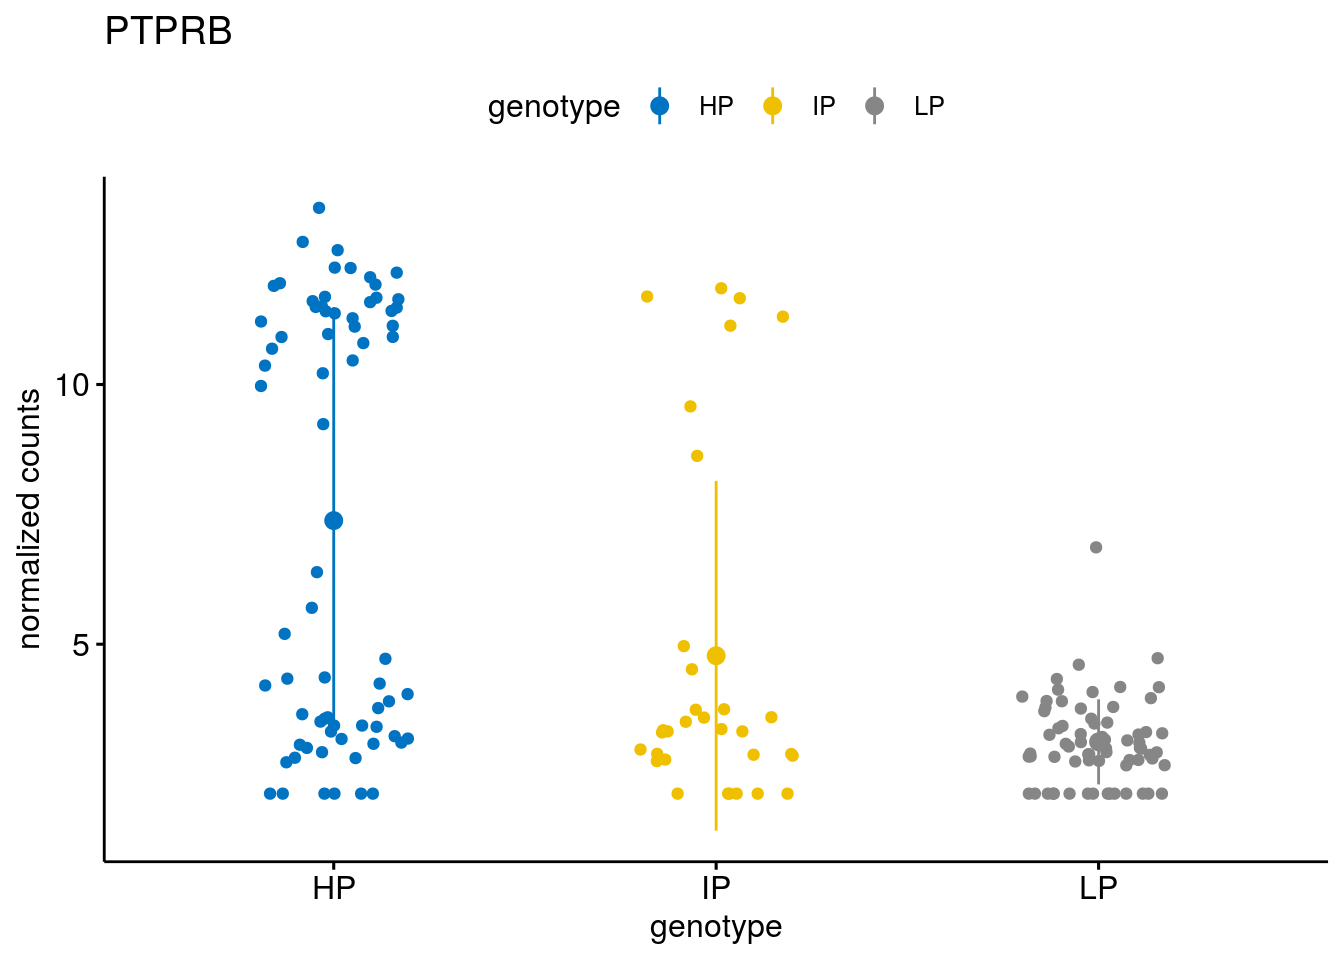 PTPRB
genotype HP IP LP
normalized counts
10
5
HP IP LP
genotype